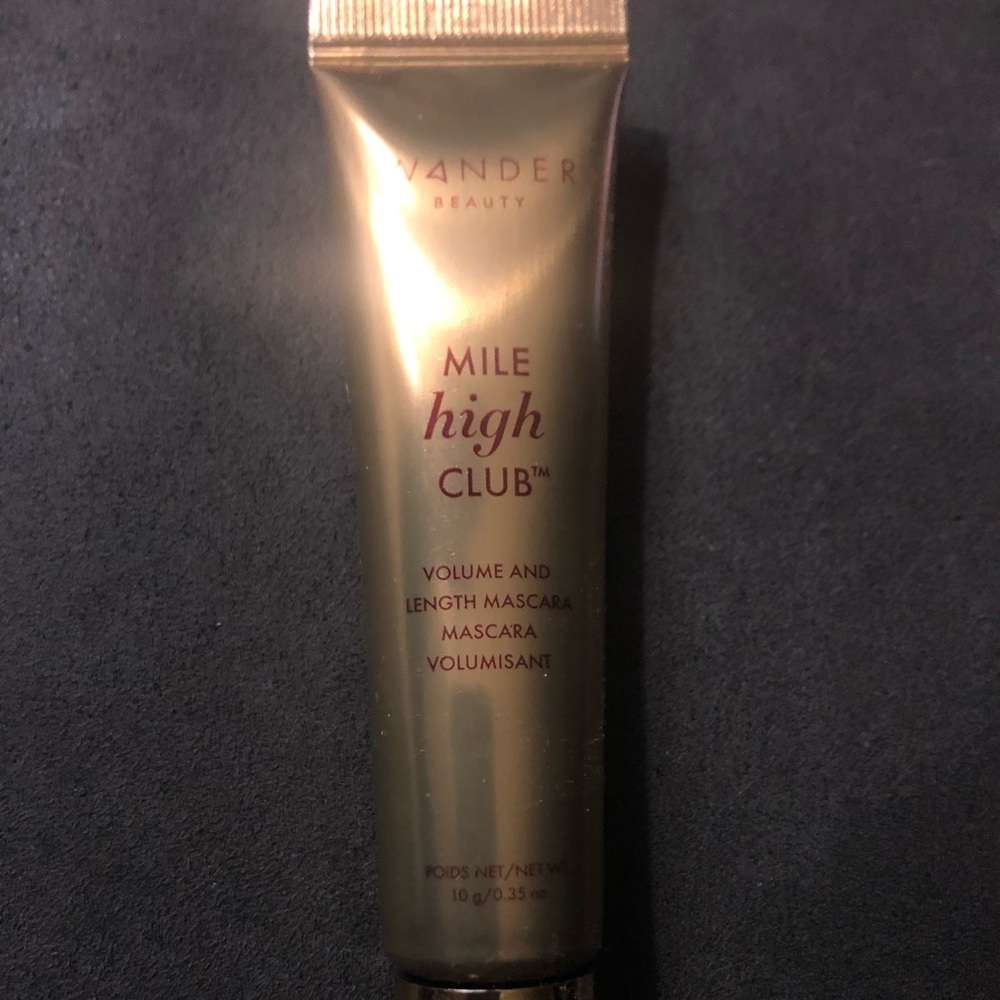 WANDER
BEAUTY
MILE
high
CLUB™
VOLUME AND
LENGTH MASCARA
MASCARA
VOLUMISANT
POIDS NET/NET WT
10 g/0.35 oz